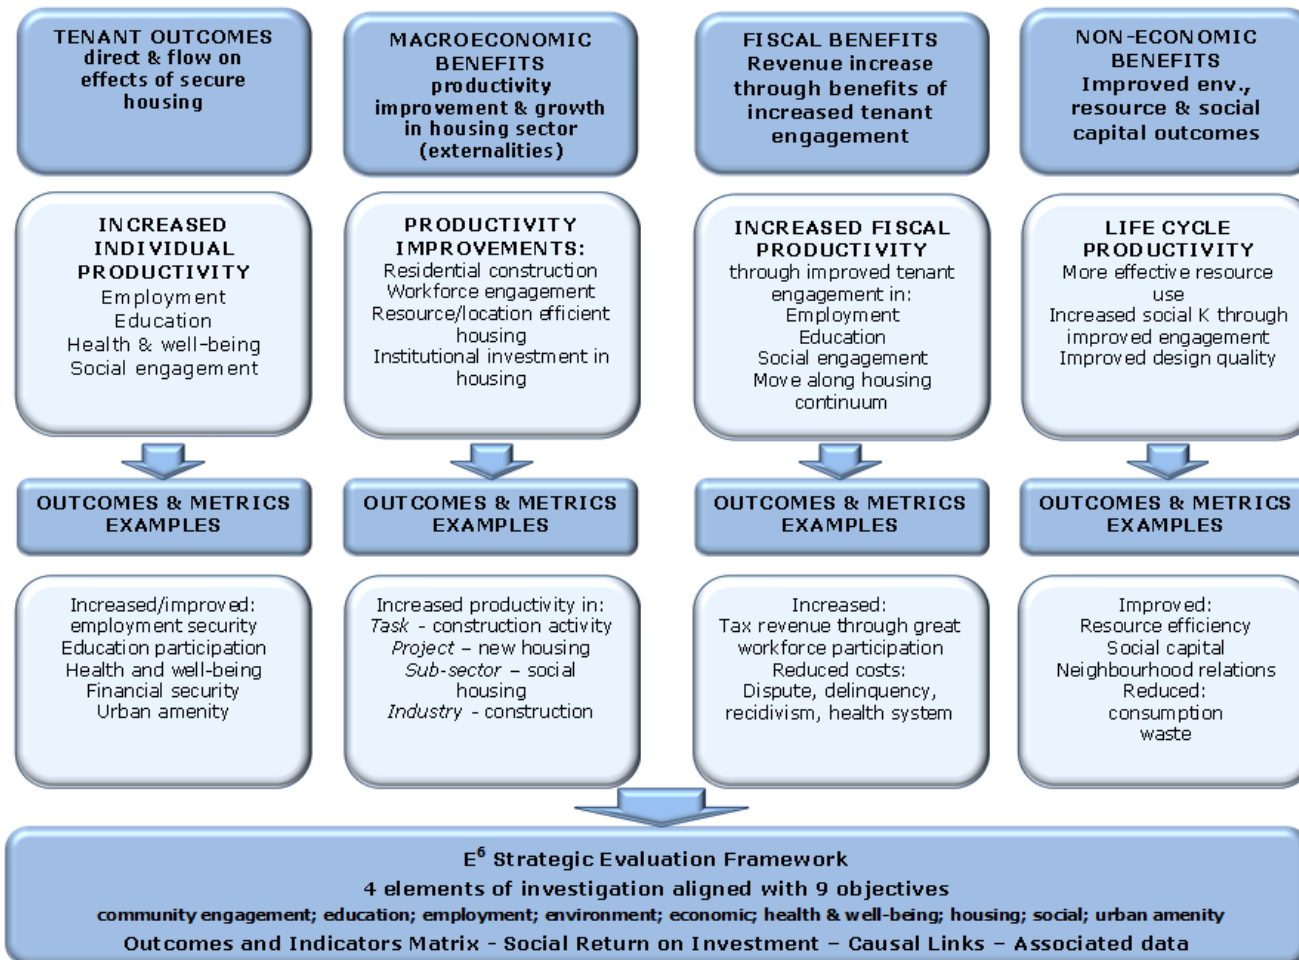 TENANT OUTCOMES
direct & flow on
effects of secure
housing
MACROECONOMIC
BENEFITS
productivity
improvement & growth
in housing sector
(externalities)
FISCAL BENEFITS
Revenue increase
through benefits of
increased tenant
engagement
NON-ECONOMIC
BENEFITS
Improved env.,
resource & social
capital outcomes
INCREASED
INDIVIDUAL
PRODUCTIVITY
Employment
Education
Health & well-being
Social engagement
PRODUCTIVITY
IMPROVEMENTS:
Residential construction
Workforce engagement
Resource/location efficient
housing
Institutional investment in
housing
INCREASED FISCAL
PRODUCTIVITY
through improved tenant
engagement in:
Employment
Education
Social engagement
Move along housing
continuum
LIFE CYCLE
PRODUCTIVITY
More effective resource
use
Increased social K through
improved engagement
Improved design quality
OUTCOMES & METRICS
EXAMPLES
OUTCOMES & METRICS
EXAMPLES
OUTCOMES & METRICS
EXAMPLES
OUTCOMES & METRICS
EXAMPLES
Increased/improved:
employment security
Education participation
Health and well-being
Financial security
Urban amenity
Increased productivity in:
Task - construction activity
Project – new housing
Sub-sector – social
housing
Industry - construction
Increased:
Tax revenue through great
workforce participation
Reduced costs:
Dispute, delinquency,
recidivism, health system
Improved:
Resource efficiency
Social capital
Neighbourhood relations
Reduced:
consumption
waste
E⁶ Strategic Evaluation Framework
4 elements of investigation aligned with 9 objectives
community engagement; education; employment; environment; economic; health & well-being; housing; social; urban amenity
Outcomes and Indicators Matrix - Social Return on Investment – Causal Links – Associated data